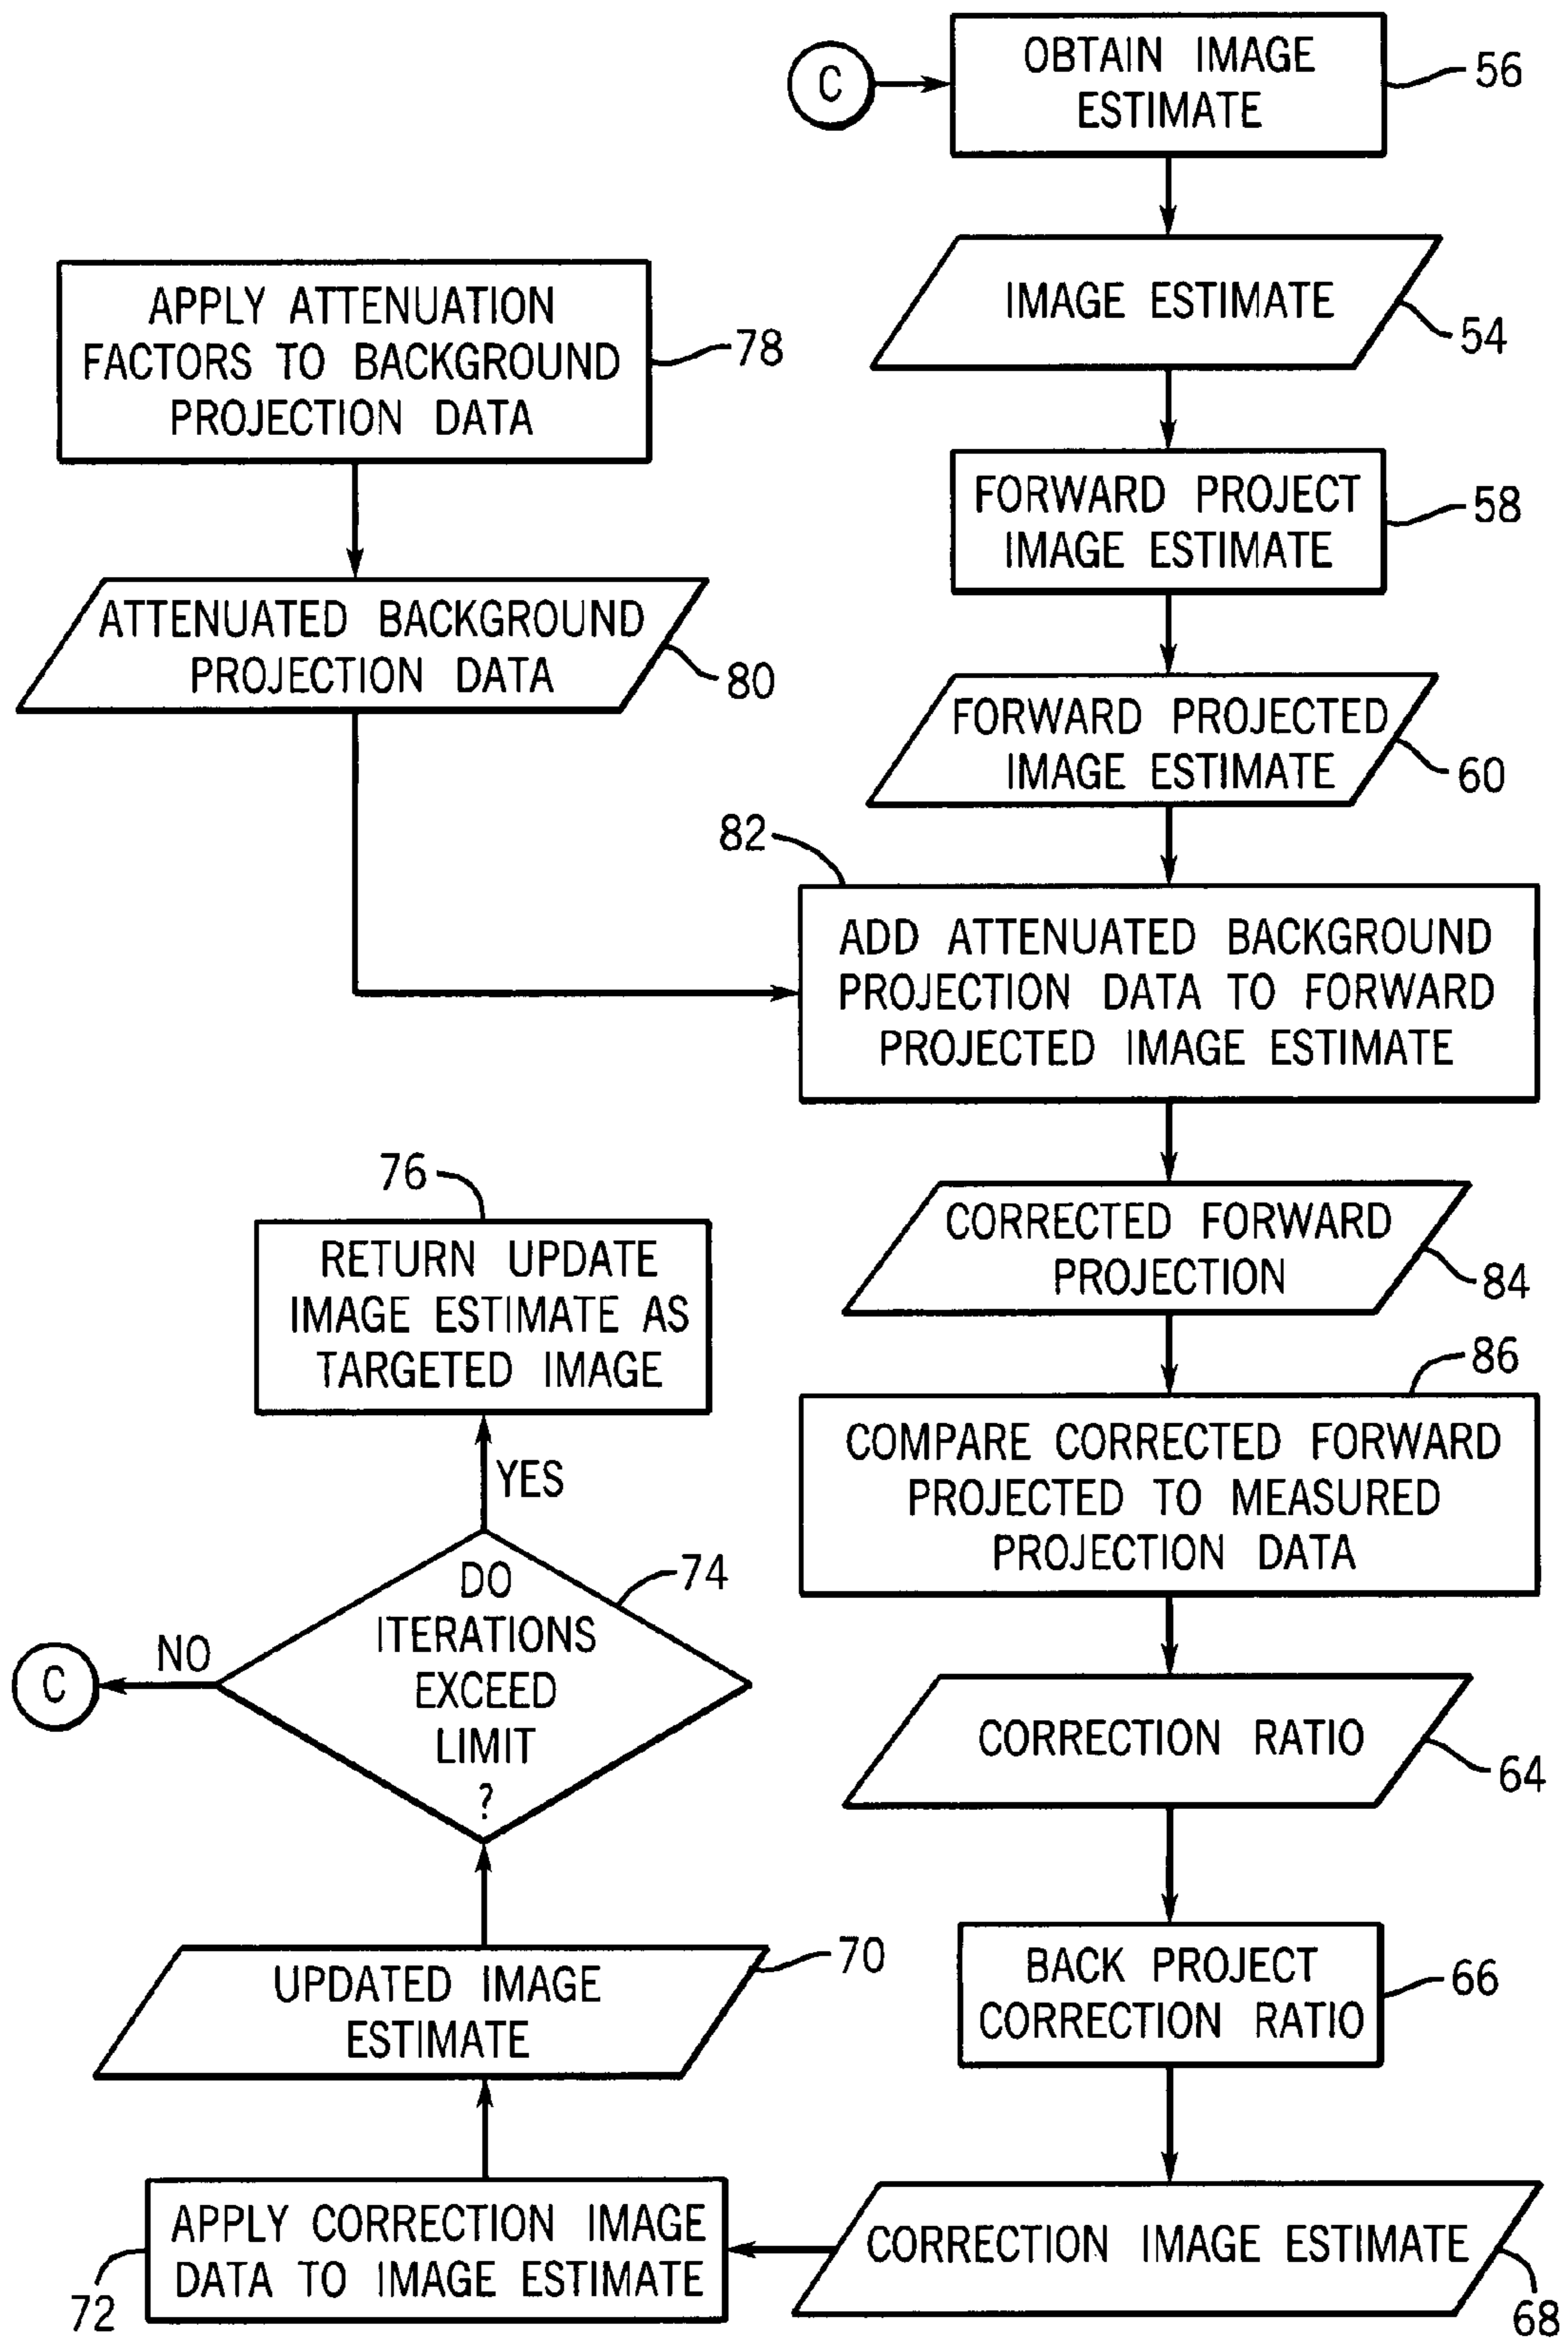 C
OBTAIN IMAGE
ESTIMATE
56
IMAGE ESTIMATE
54
APPLY ATTENUATION
FACTORS TO BACKGROUND
PROJECTION DATA
78
FORWARD PROJECT
IMAGE ESTIMATE
58
ATTENUATED BACKGROUND
PROJECTION DATA
80
FORWARD PROJECTED
IMAGE ESTIMATE
60
82
ADD ATTENUATED BACKGROUND
PROJECTION DATA TO FORWARD
PROJECTED IMAGE ESTIMATE
CORRECTED FORWARD
PROJECTION
84
86
COMPARE CORRECTED FORWARD
PROJECTED TO MEASURED
PROJECTION DATA
CORRECTION RATIO
64
BACK PROJECT
CORRECTION RATIO
66
CORRECTION IMAGE ESTIMATE
68
APPLY CORRECTION IMAGE
DATA TO IMAGE ESTIMATE
72
UPDATED IMAGE
ESTIMATE
70
DO
ITERATIONS
EXCEED
LIMIT
?
74
NO
C
YES
76
RETURN UPDATE
IMAGE ESTIMATE AS
TARGETED IMAGE